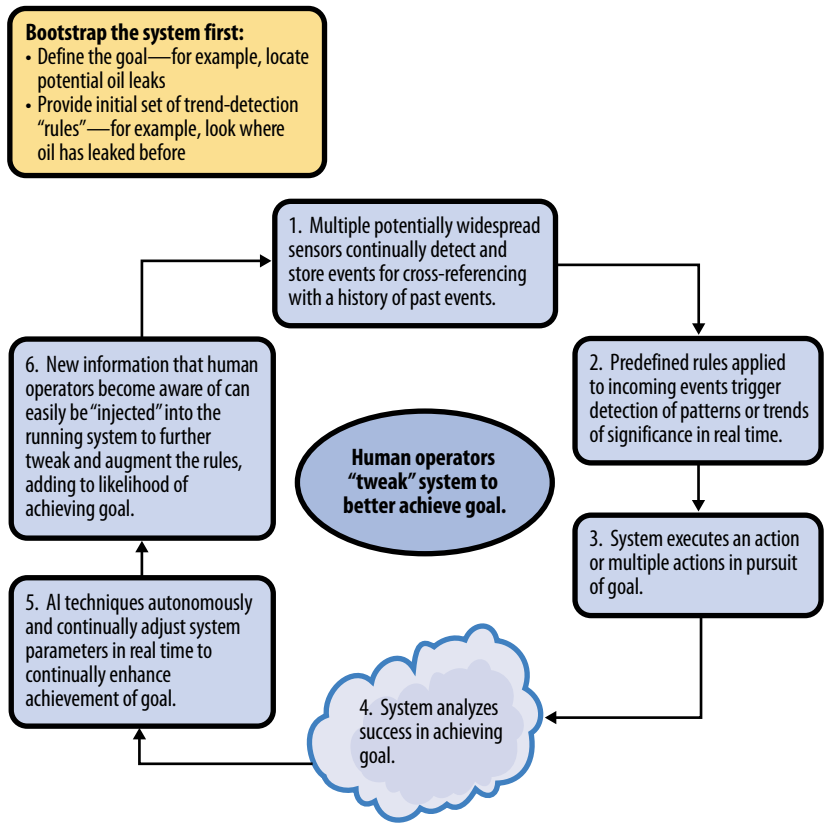 Bootstrap the system first:
• Define the goal—for example, locate
potential oil leaks
• Provide initial set of trend-detection
“rules”—for example, look where
oil has leaked before
1. Multiple potentially widespread
sensors continually detect and
store events for cross-referencing
with a history of past events.
2. Predefined rules applied
to incoming events trigger
detection of patterns or trends
of significance in real time.
3. System executes an action
or multiple actions in pursuit
of goal.
4. System analyzes
success in achieving
goal.
5. AI techniques autonomously
and continually adjust system
parameters in real time to
continually enhance
achievement of goal.
6. New information that human
operators become aware of can
easily be “injected” into the
running system to further
tweak and augment the rules,
adding to likelihood of
achieving goal.
Human operators
“tweak” system to
better achieve goal.